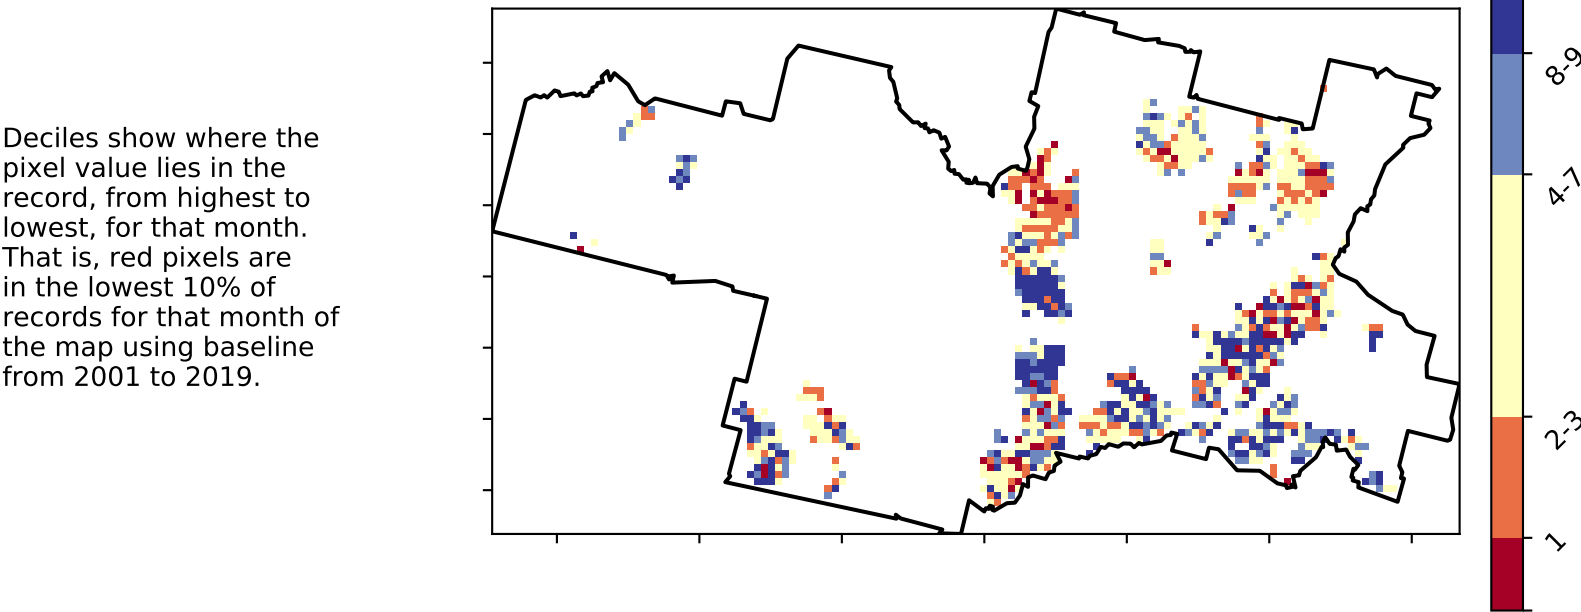 Deciles show where the
pixel value lies in the
record, from highest to
lowest, for that month.
That is, red pixels are
in the lowest 10% of
records for that month of
the map using baseline
from 2001 to 2019.
8-9
4-7
2-3
1